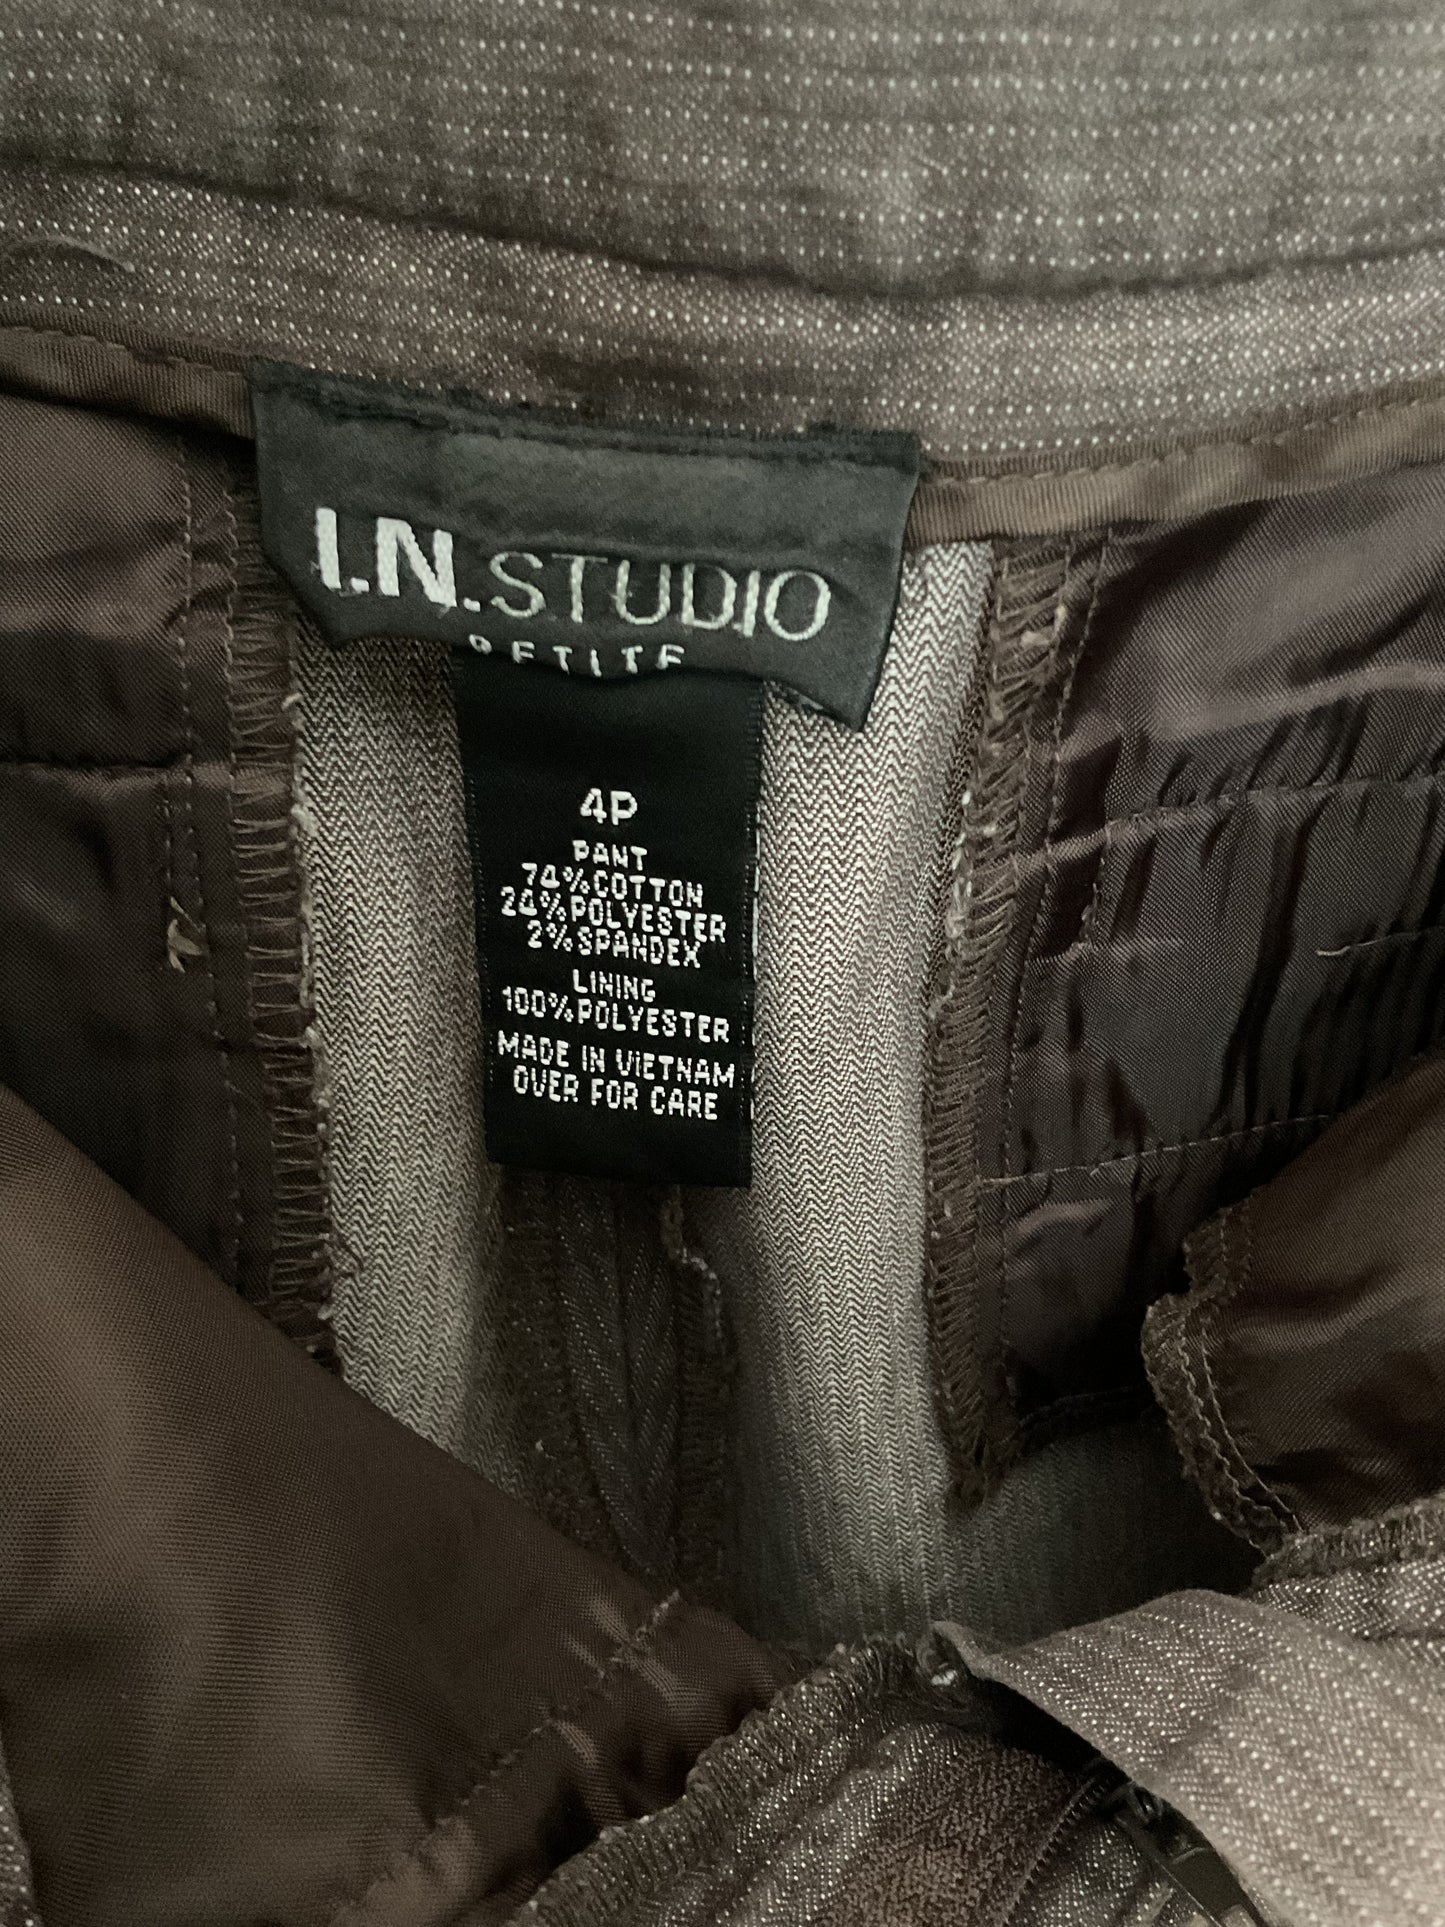 I.N.STUDIO
PETITE
4P
PANT
74%COTTON
24%POLYESTER
2%SPANDEX
LINING
100%POLYESTER
MADE IN VIETNAM
OVER FOR CARE